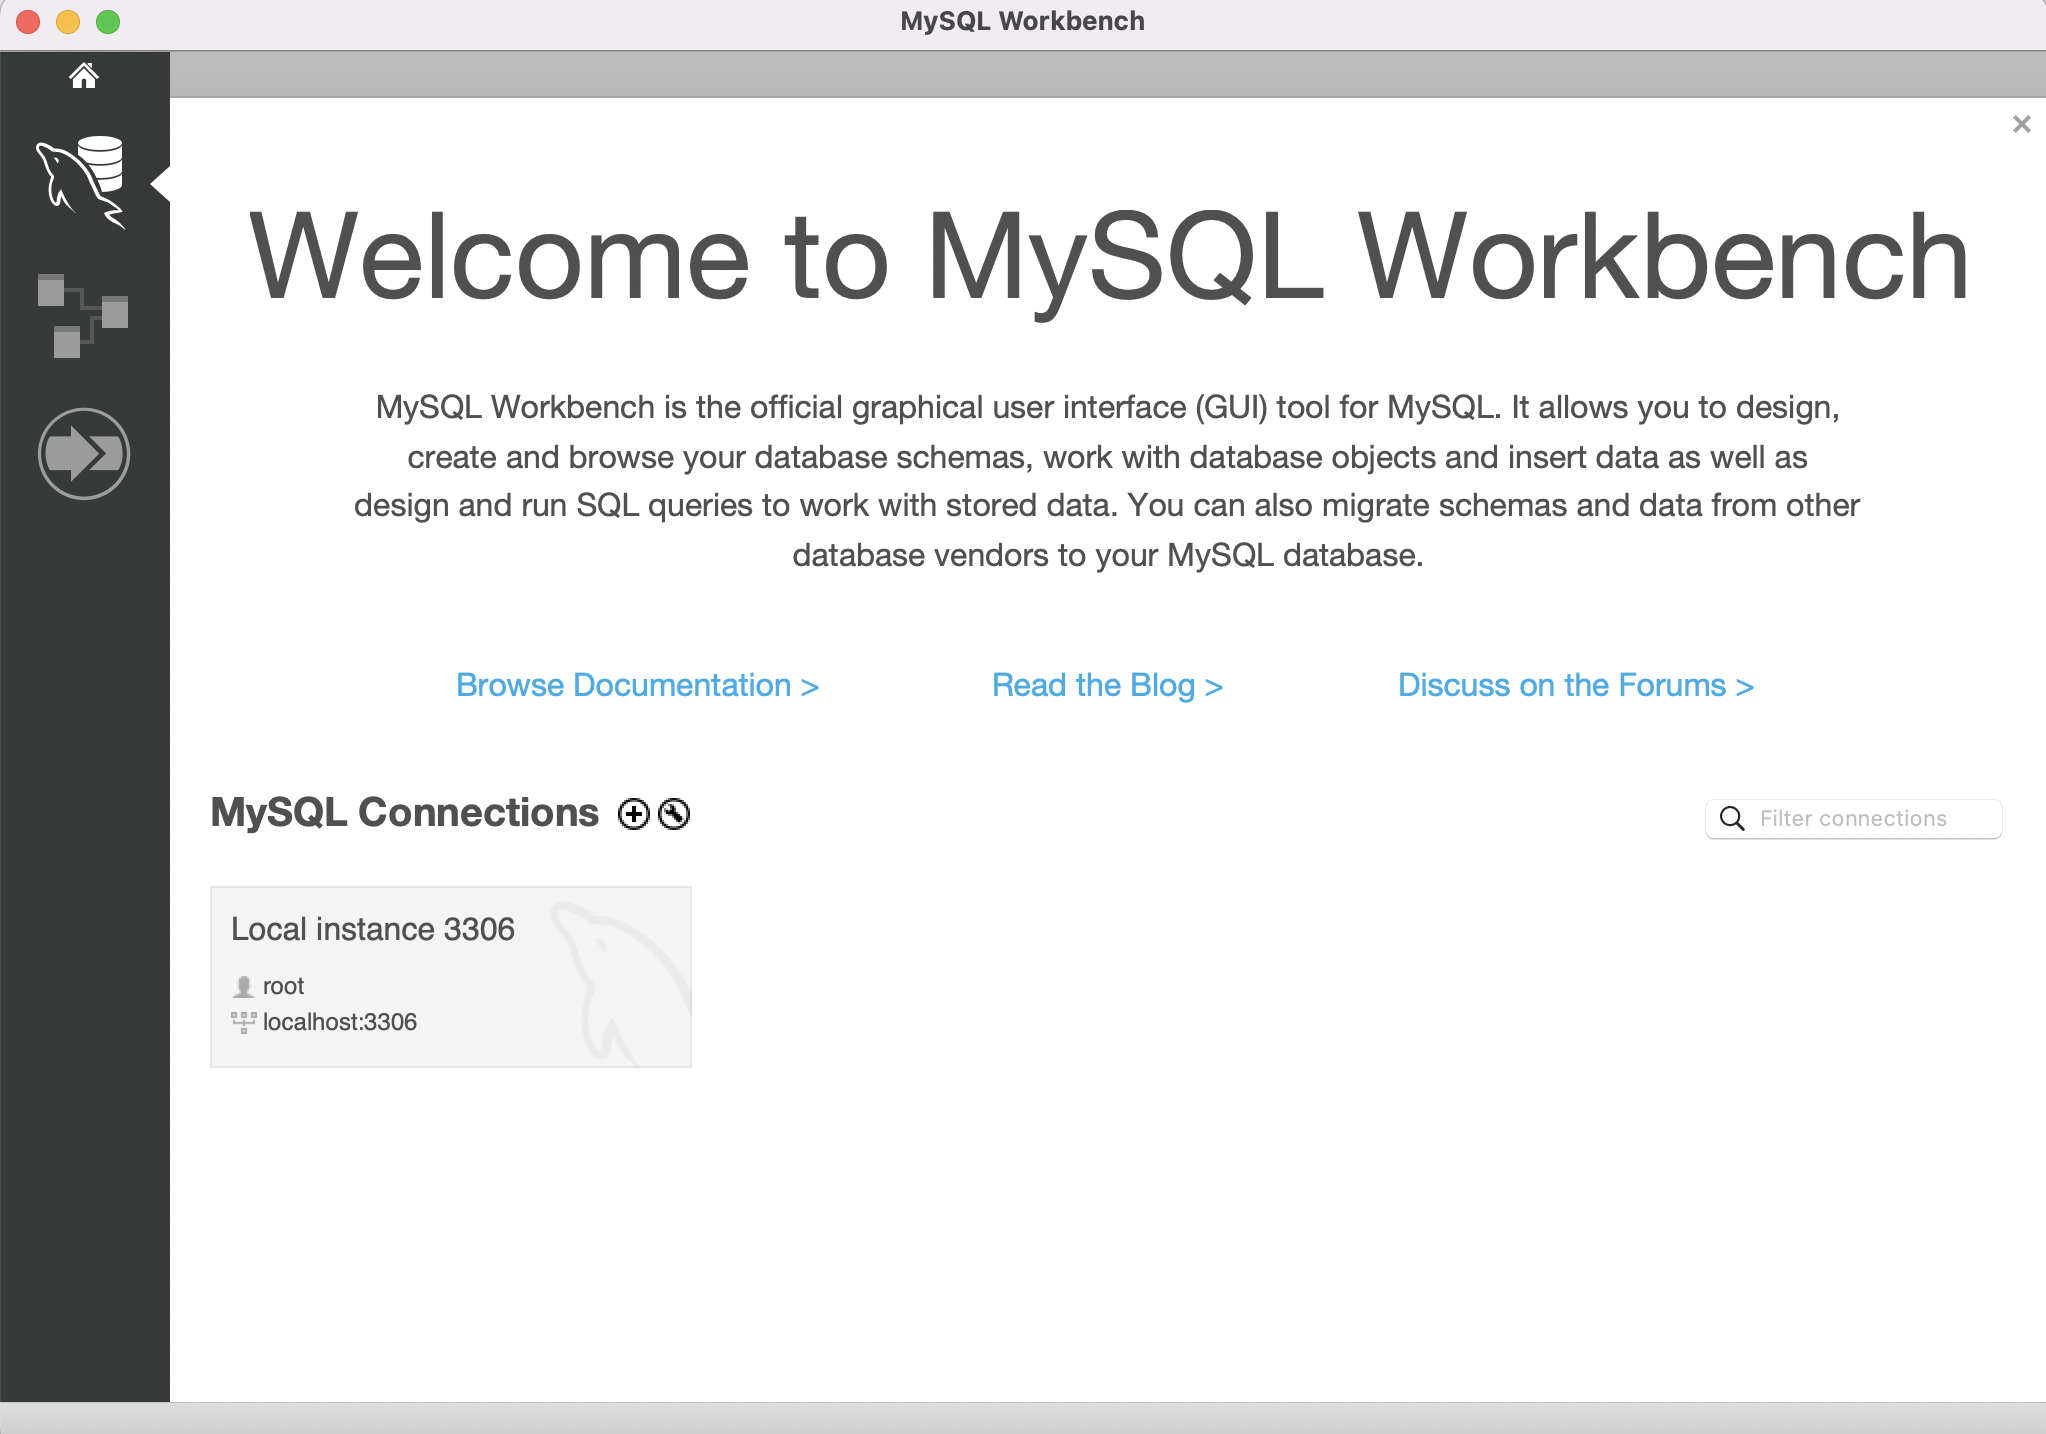 MySQL Workbench
Welcome to MySQL Workbench
MySQL Workbench is the official graphical user interface (GUI) tool for MySQL. It allows you to design,
create and browse your database schemas, work with database objects and insert data as well as
design and run SQL queries to work with stored data. You can also migrate schemas and data from other
database vendors to your MySQL database.
Browse Documentation > Read the Blog > Discuss on the Forums >
MySQL Connections Filter connections
Local instance 3306
root
localhost:3306